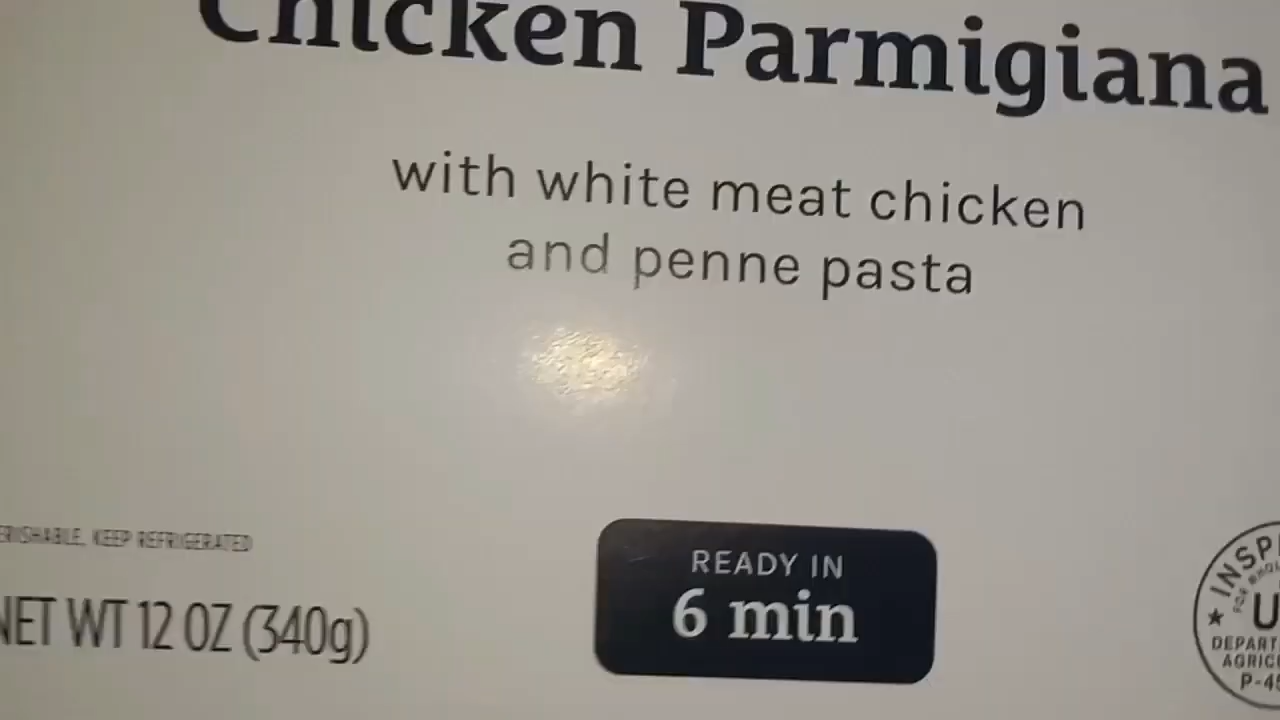 Chicken Parmigiana
with white meat chicken
and penne pasta
KEEP REFRIGERATED
READY IN
6 min
NET WT 12 OZ (340g)